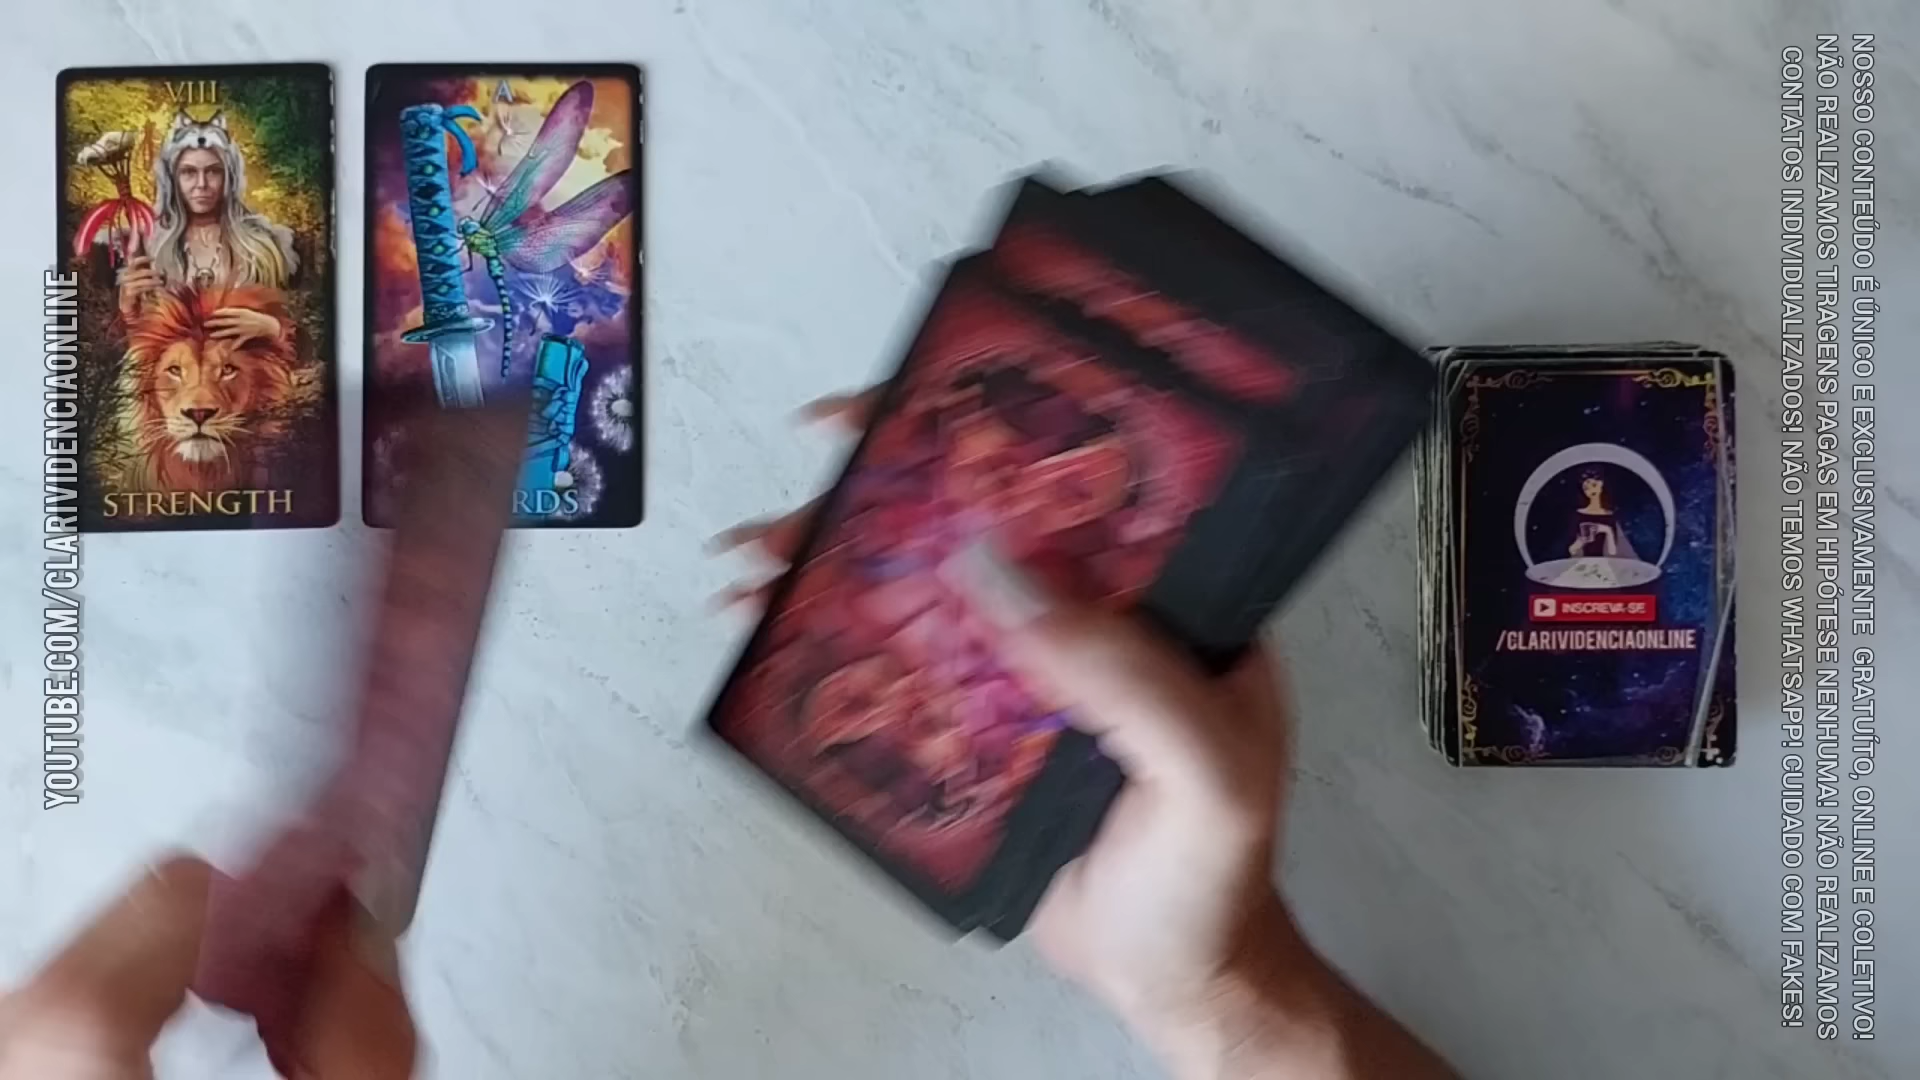 VIII
STRENGTH
A
RDS
YOUTUBE.COM/CLARIVIDENCIAONLINE
INSCREVA-SE
/CLARIVIDENCIAONLINE
NOSSO CONTEÚDO É ÚNICO E EXCLUSIVAMENTE GRATUÍTO, ONLINE E COLETIVO!
NÃO REALIZAMOS TIRAGENS PAGAS EM HIPÓTESE NENHUMA! NÃO REALIZAMOS
CONTATOS INDIVIDUALIZADOS! NÃO TEMOS WHATSAPP! CUIDADO COM FAKES!